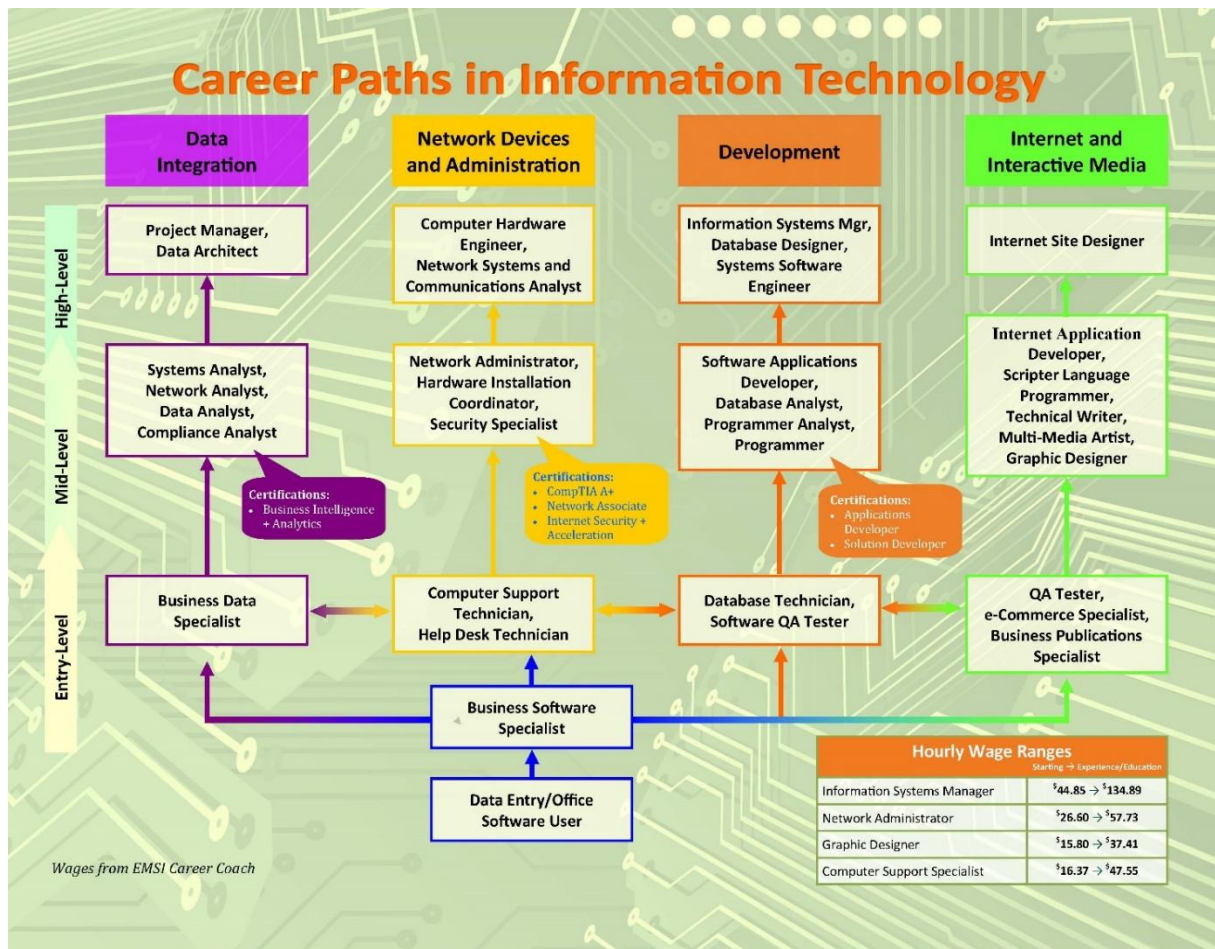 Career Paths in Information Technology
Data
Integration
Network Devices
and Administration
Development
Internet and
Interactive Media
High-Level
Mid-Level
Entry-Level
Project Manager,
Data Architect
Computer Hardware
Engineer,
Network Systems and
Communications Analyst
Information Systems Mgr,
Database Designer,
Systems Software
Engineer
Internet Site Designer
Systems Analyst,
Network Analyst,
Data Analyst,
Compliance Analyst
Network Administrator,
Hardware Installation
Coordinator,
Security Specialist
Software Applications
Developer,
Database Analyst,
Programmer Analyst,
Programmer
Internet Application
Developer,
Scripter Language
Programmer,
Technical Writer,
Multi-Media Artist,
Graphic Designer
Certifications:
• Business Intelligence
+ Analytics
Certifications:
• CompTIA A+
• Network Associate
• Internet Security +
Acceleration
Certifications:
• Applications
Developer
• Solution Developer
Business Data
Specialist
Computer Support
Technician,
Help Desk Technician
Database Technician,
Software QA Tester
QA Tester,
e-Commerce Specialist,
Business Publications
Specialist
Business Software
Specialist
Data Entry/Office
Software User
Hourly Wage Ranges
Starting → Experience/Education
Information Systems Manager $44.85 → $134.89
Network Administrator $26.60 → $57.73
Graphic Designer $15.80 → $37.41
Computer Support Specialist $16.37 → $47.55
Wages from EMSI Career Coach